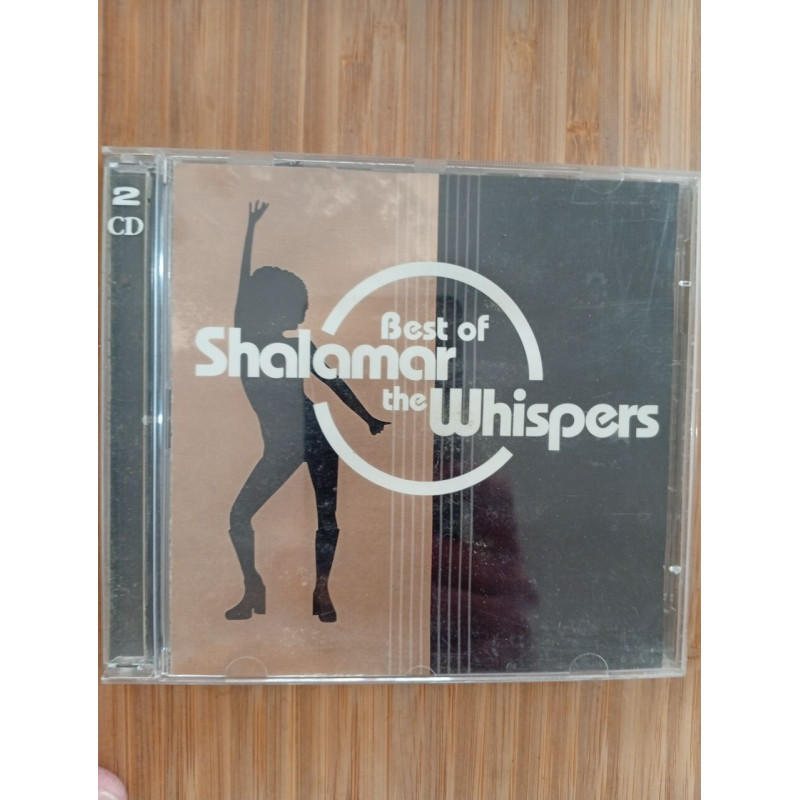 2
CD
Best of
Shalamar
the Whispers